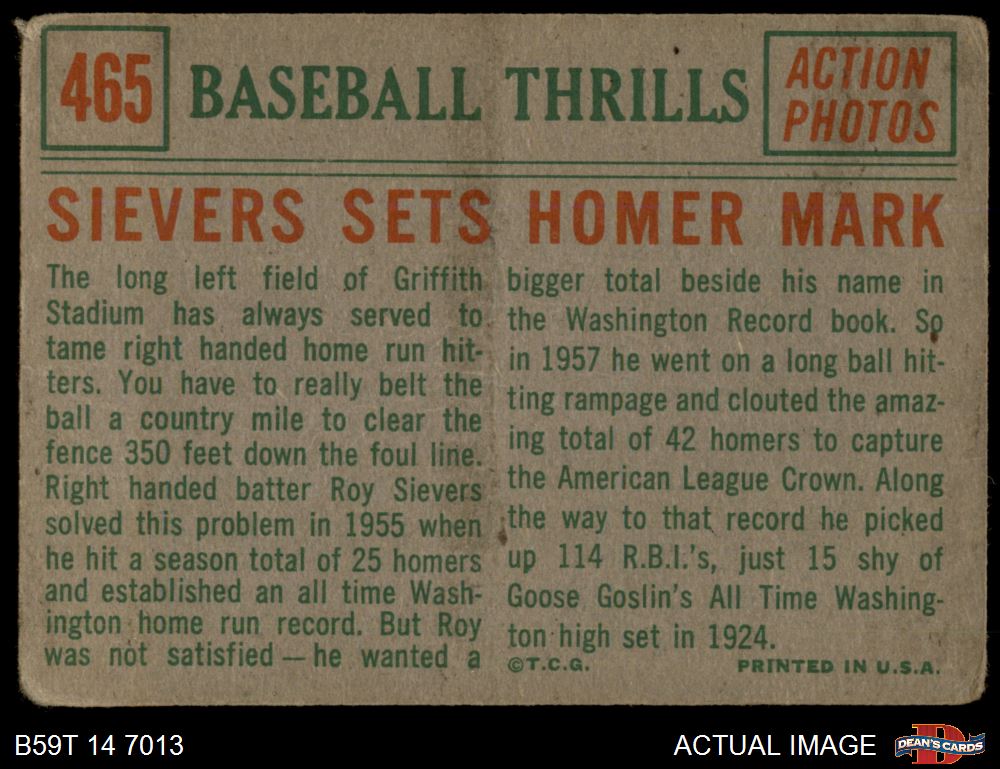 465
BASEBALL THRILLS
ACTION
PHOTOS
SIEVERS SETS HOMER MARK
The long left field of Griffith
Stadium has always served to
tame right handed home run hit-
ters. You have to really belt the
ball a country mile to clear the
fence 350 feet down the foul line.
Right handed batter Roy Sievers
solved this problem in 1955 when
he hit a season total of 25 homers
and established an all time Wash-
ington home run record. But Roy
was not satisfied — he wanted a
bigger total beside his name in
the Washington Record book. So
in 1957 he went on a long ball hit-
ting rampage and clouted the amaz-
ing total of 42 homers to capture
the American League Crown. Along
the way to that record he picked
up 114 R.B.I.'s, just 15 shy of
Goose Goslin's All Time Washing-
ton high set in 1924.
©T.C.G. PRINTED IN U.S.A.
B59T 14 7013
ACTUAL IMAGE
DEAN'S CARDS